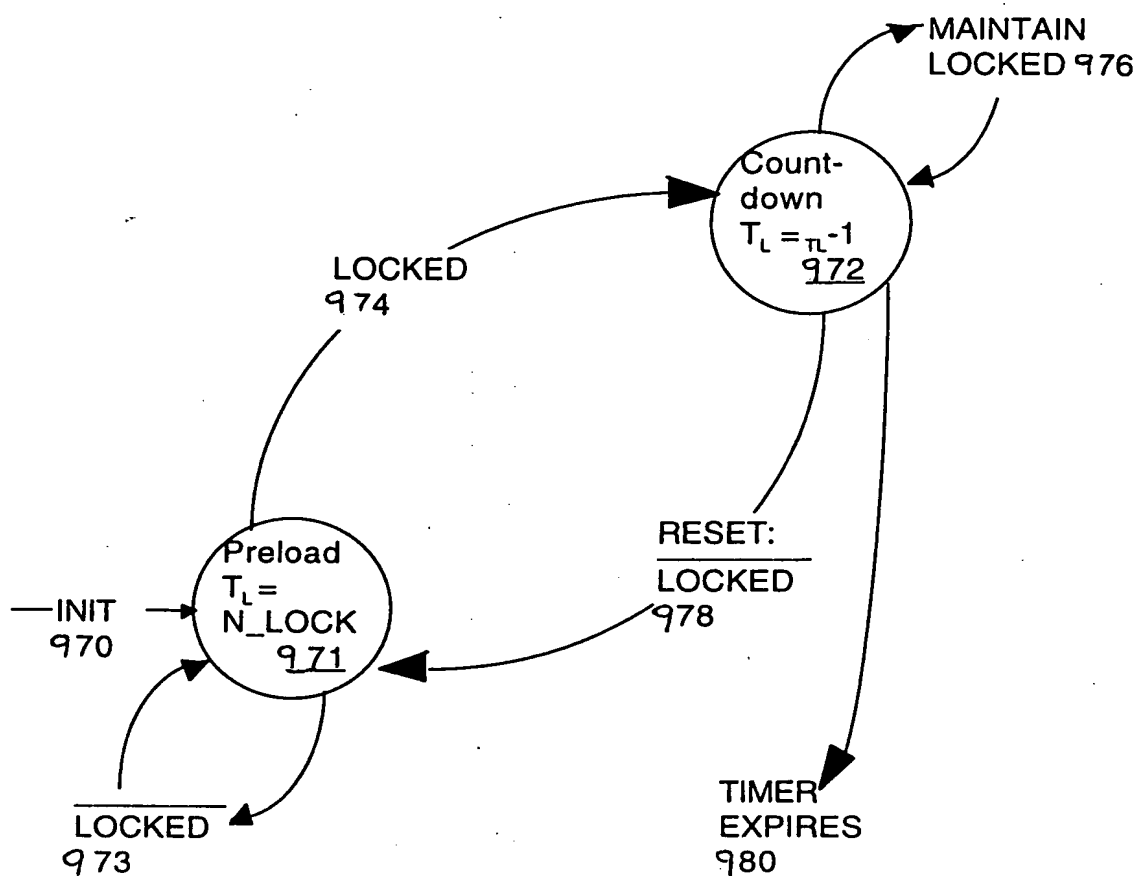 MAINTAIN
LOCKED 976
Count-
down
T_L = TL-1
972
LOCKED
974
RESET:
LOCKED
978
Preload
T_L =
N_LOCK
971
INIT
970
LOCKED
973
TIMER
EXPIRES
980